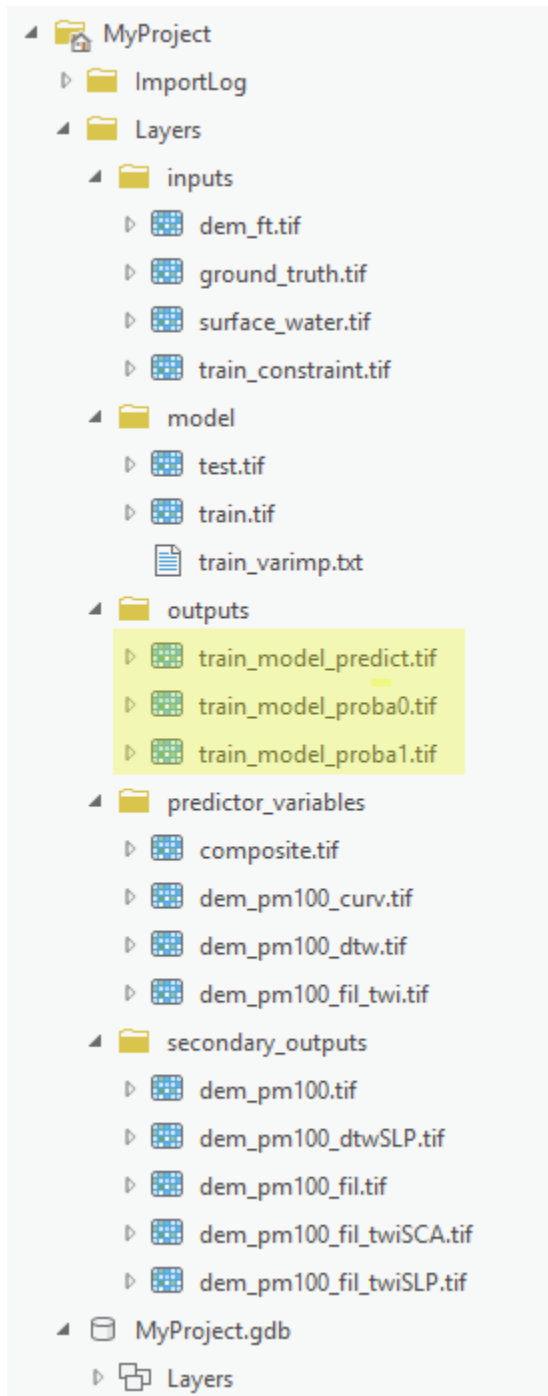 MyProject
ImportLog
Layers
inputs
dem_ft.tif
ground_truth.tif
surface_water.tif
train_constraint.tif
model
test.tif
train.tif
train_varimp.txt
outputs
train_model_predict.tif
train_model_proba0.tif
train_model_proba1.tif
predictor_variables
composite.tif
dem_pm100_curv.tif
dem_pm100_dtw.tif
dem_pm100_fil_twi.tif
secondary_outputs
dem_pm100.tif
dem_pm100_dtwSLP.tif
dem_pm100_fil.tif
dem_pm100_fil_twiSCA.tif
dem_pm100_fil_twiSLP.tif
MyProject.gdb
Layers